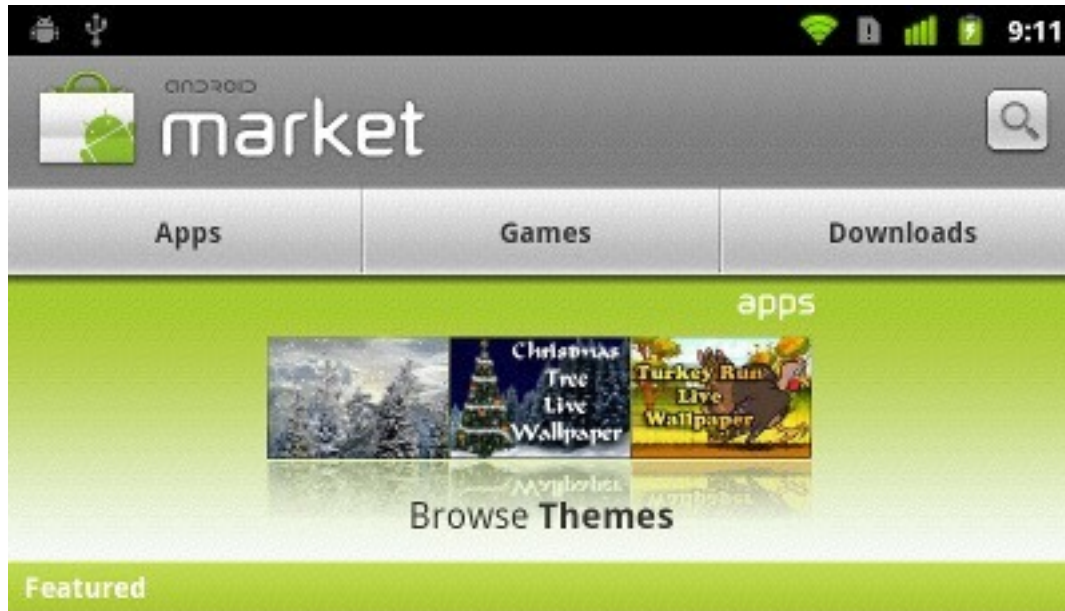 9:11
ANDROID
market
Apps Games Downloads
apps
Christmas
Tree
Live
Wallpaper
Turkey Run
Live
Wallpaper
Browse Themes
Featured